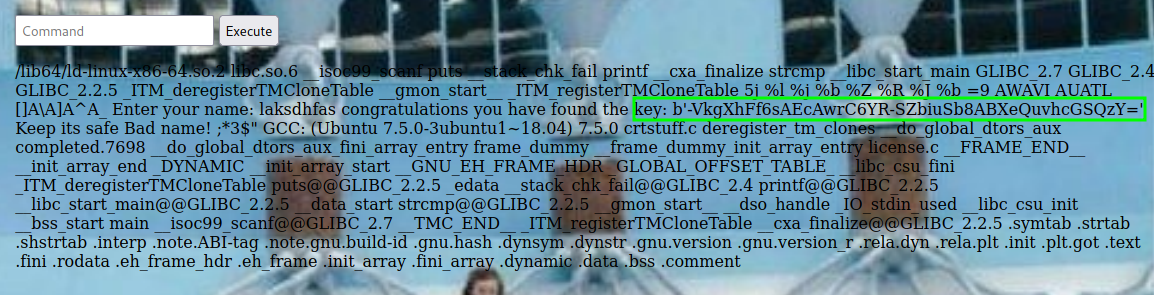 Command Execute
/lib64/ld-linux-x86-64.so.2 libc.so.6 __isoc99_scanf puts __stack_chk_fail printf __cxa_finalize strcmp __libc_start_main GLIBC_2.7 GLIBC_2.4
GLIBC_2.2.5 _ITM_deregisterTMCloneTable __gmon_start__ _ITM_registerTMCloneTable 5j %l %j %b %Z %R %J %b =9 AWAVI AUATL
[]A\A]A^A_ Enter your name: laksdhfas congratulations you have found the key: b'-VkgXhFf6sAEcAwrC6YR-SZbjuSb8ABXeQuvhcGSQzY='
Keep its safe Bad name! ;*3$" GCC: (Ubuntu 7.5.0-3ubuntu1~18.04) 7.5.0 crtstuff.c deregister_tm_clones __do_global_dtors_aux
completed.7698 __do_global_dtors_aux_fini_array_entry frame_dummy __frame_dummy_init_array_entry license.c __FRAME_END__
__init_array_end _DYNAMIC __init_array_start __GNU_EH_FRAME_HDR _GLOBAL_OFFSET_TABLE_ __libc_csu_fini
_ITM_deregisterTMCloneTable puts@@GLIBC_2.2.5 _edata __stack_chk_fail@@GLIBC_2.4 printf@@GLIBC_2.2.5
__libc_start_main@@GLIBC_2.2.5 __data_start strcmp@@GLIBC_2.2.5 __gmon_start__ __dso_handle _IO_stdin_used __libc_csu_init
__bss_start main __isoc99_scanf@@GLIBC_2.7 __TMC_END__ _ITM_registerTMCloneTable __cxa_finalize@@GLIBC_2.2.5 .symtab .strtab
.shstrtab .interp .note.ABI-tag .note.gnu.build-id .gnu.hash .dynsym .dynstr .gnu.version .gnu.version_r .rela.dyn .rela.plt .init .plt.got .text
.fini .rodata .eh_frame_hdr .eh_frame .init_array .fini_array .dynamic .data .bss .comment